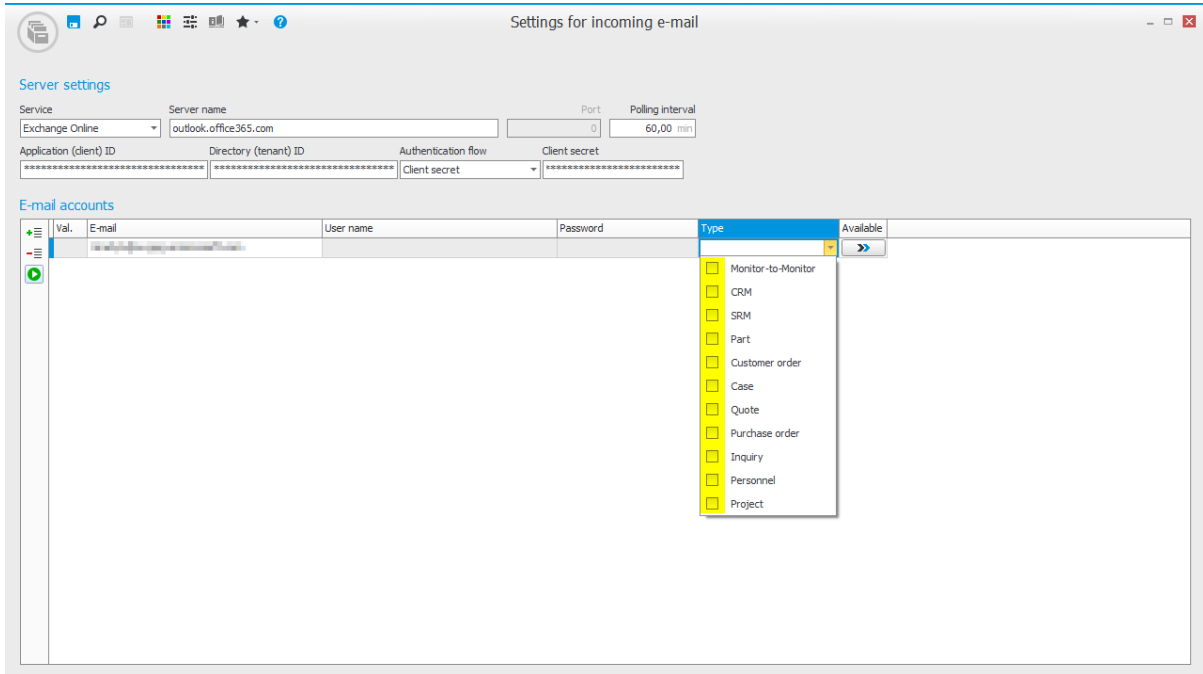 Settings for incoming e-mail
Server settings
Service Server name Port Polling interval
Exchange Online outlook.office365.com 0 60,00 min
Application (client) ID Directory (tenant) ID Authentication flow Client secret
******************************** ******************************** Client secret ************************
E-mail accounts
Val. E-mail User name Password Type Available
Monitor-to-Monitor
CRM
SRM
Part
Customer order
Case
Quote
Purchase order
Inquiry
Personnel
Project